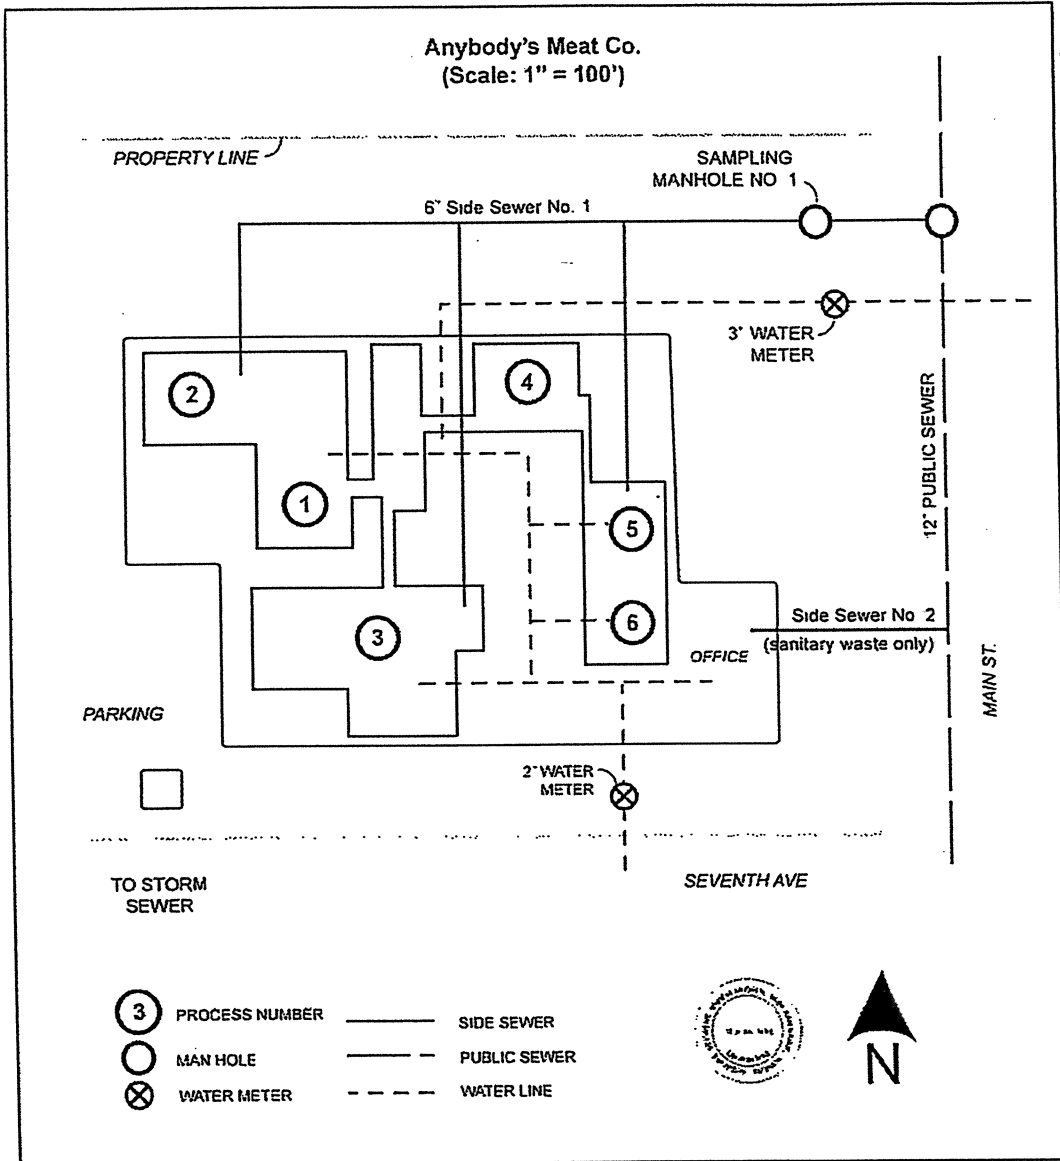 Anybody's Meat Co.
(Scale: 1" = 100')
PROPERTY LINE
SAMPLING
MANHOLE NO 1
6" Side Sewer No. 1
3" WATER
METER
2
4
12" PUBLIC SEWER
1
5
3
6
Side Sewer No 2
(sanitary waste only)
OFFICE
MAIN ST.
PARKING
2" WATER
METER
TO STORM
SEWER
SEVENTH AVE
3 PROCESS NUMBER
SIDE SEWER
MAN HOLE
PUBLIC SEWER
WATER METER
WATER LINE
N